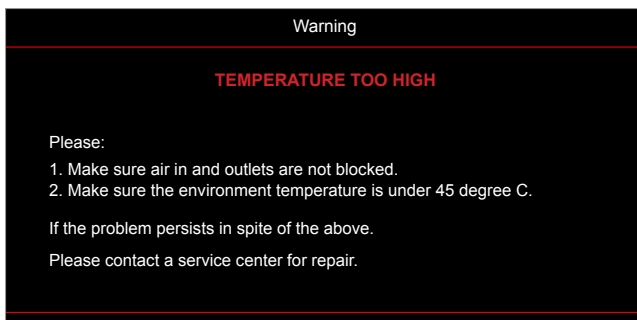 Warning
TEMPERATURE TOO HIGH
Please:
1. Make sure air in and outlets are not blocked.
2. Make sure the environment temperature is under 45 degree C.
If the problem persists in spite of the above.
Please contact a service center for repair.